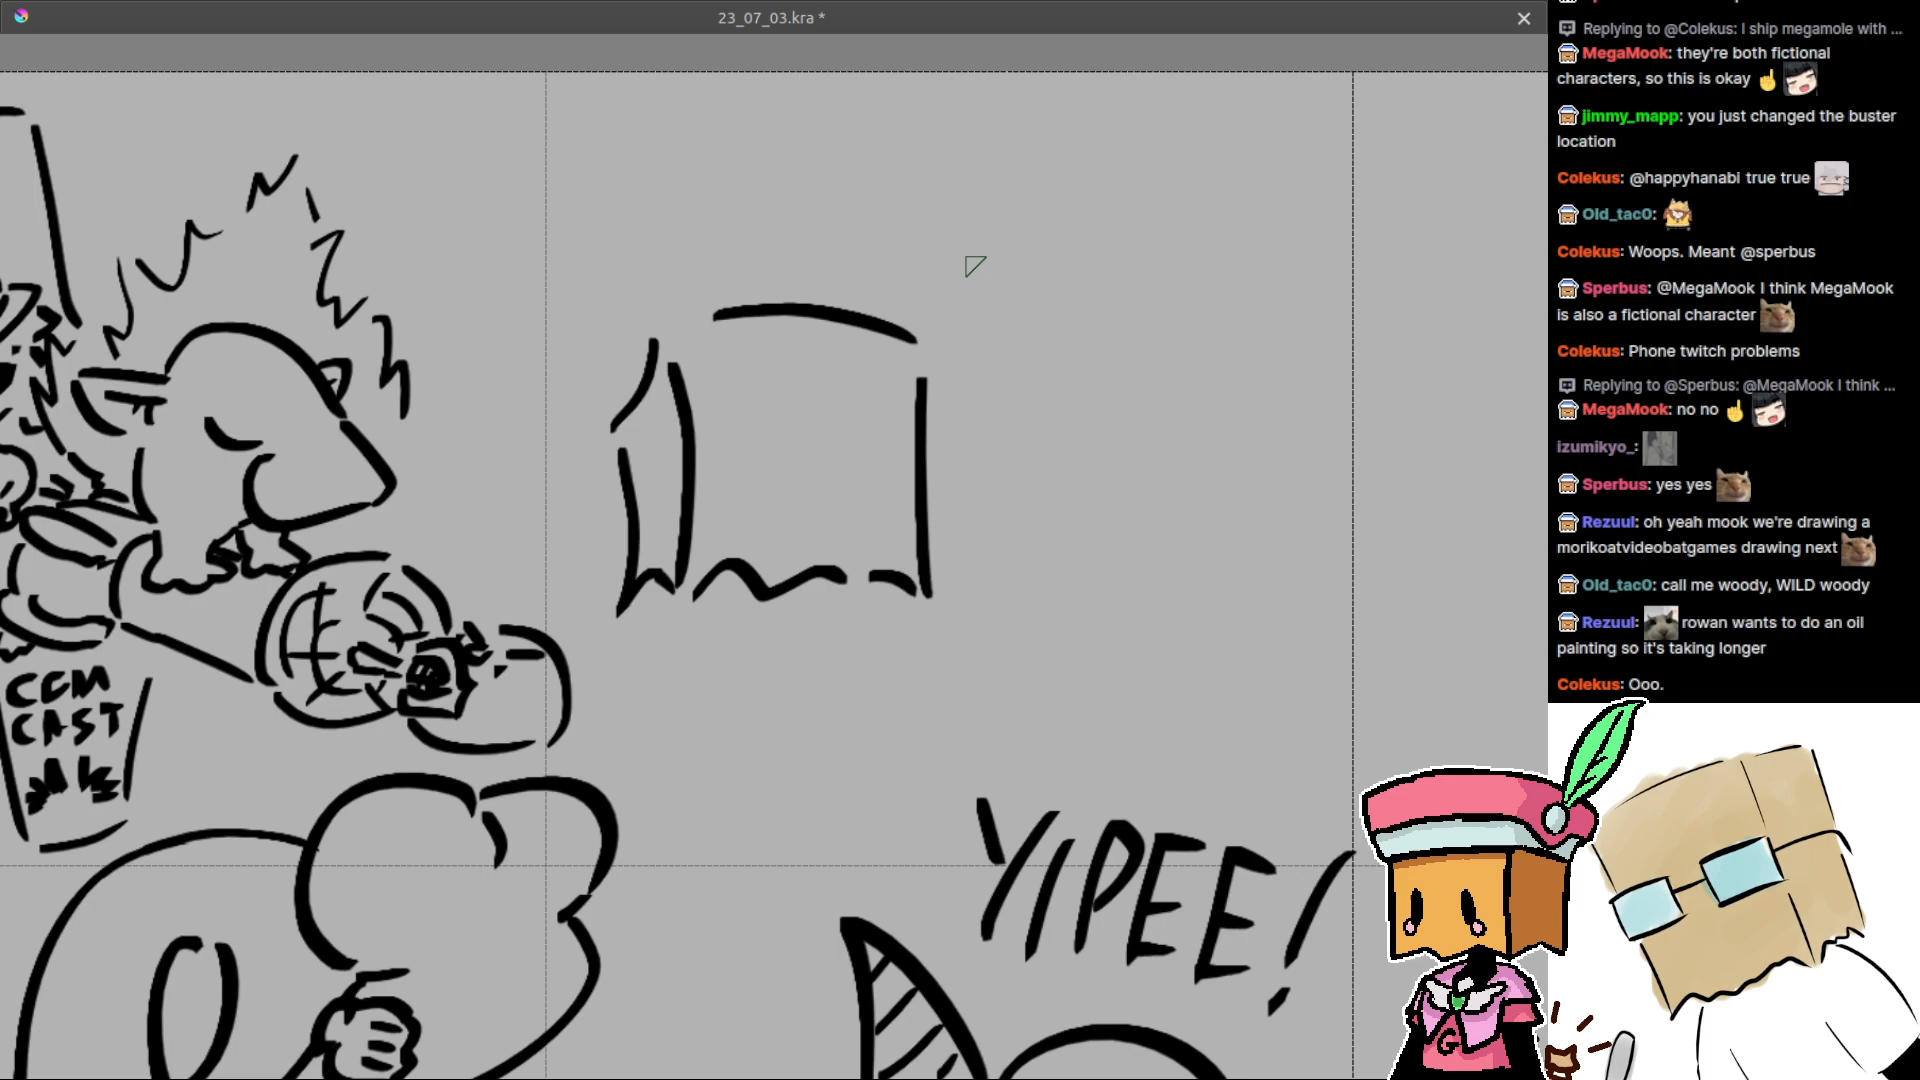 23_07_03.kra *
Replying to @Colekus: I ship megamole with ...
MegaMook: they're both fictional
characters, so this is okay
jimmy_mapp: you just changed the buster
location
Colekus: @happyhanabi true true
Old_tac0:
Colekus: Woops. Meant @sperbus
Sperbus: @MegaMook I think MegaMook
is also a fictional character
Colekus: Phone twitch problems
Replying to @Sperbus: @MegaMook I think ...
MegaMook: no no
izumikyo_:
Sperbus: yes yes
Rezuul: oh yeah mook we're drawing a
morikoatvideobatgames drawing next
Old_tac0: call me woody, WILD woody
Rezuul: rowan wants to do an oil
painting so it's taking longer
Colekus: Ooo.
COM
CAST
YIPEE!
G